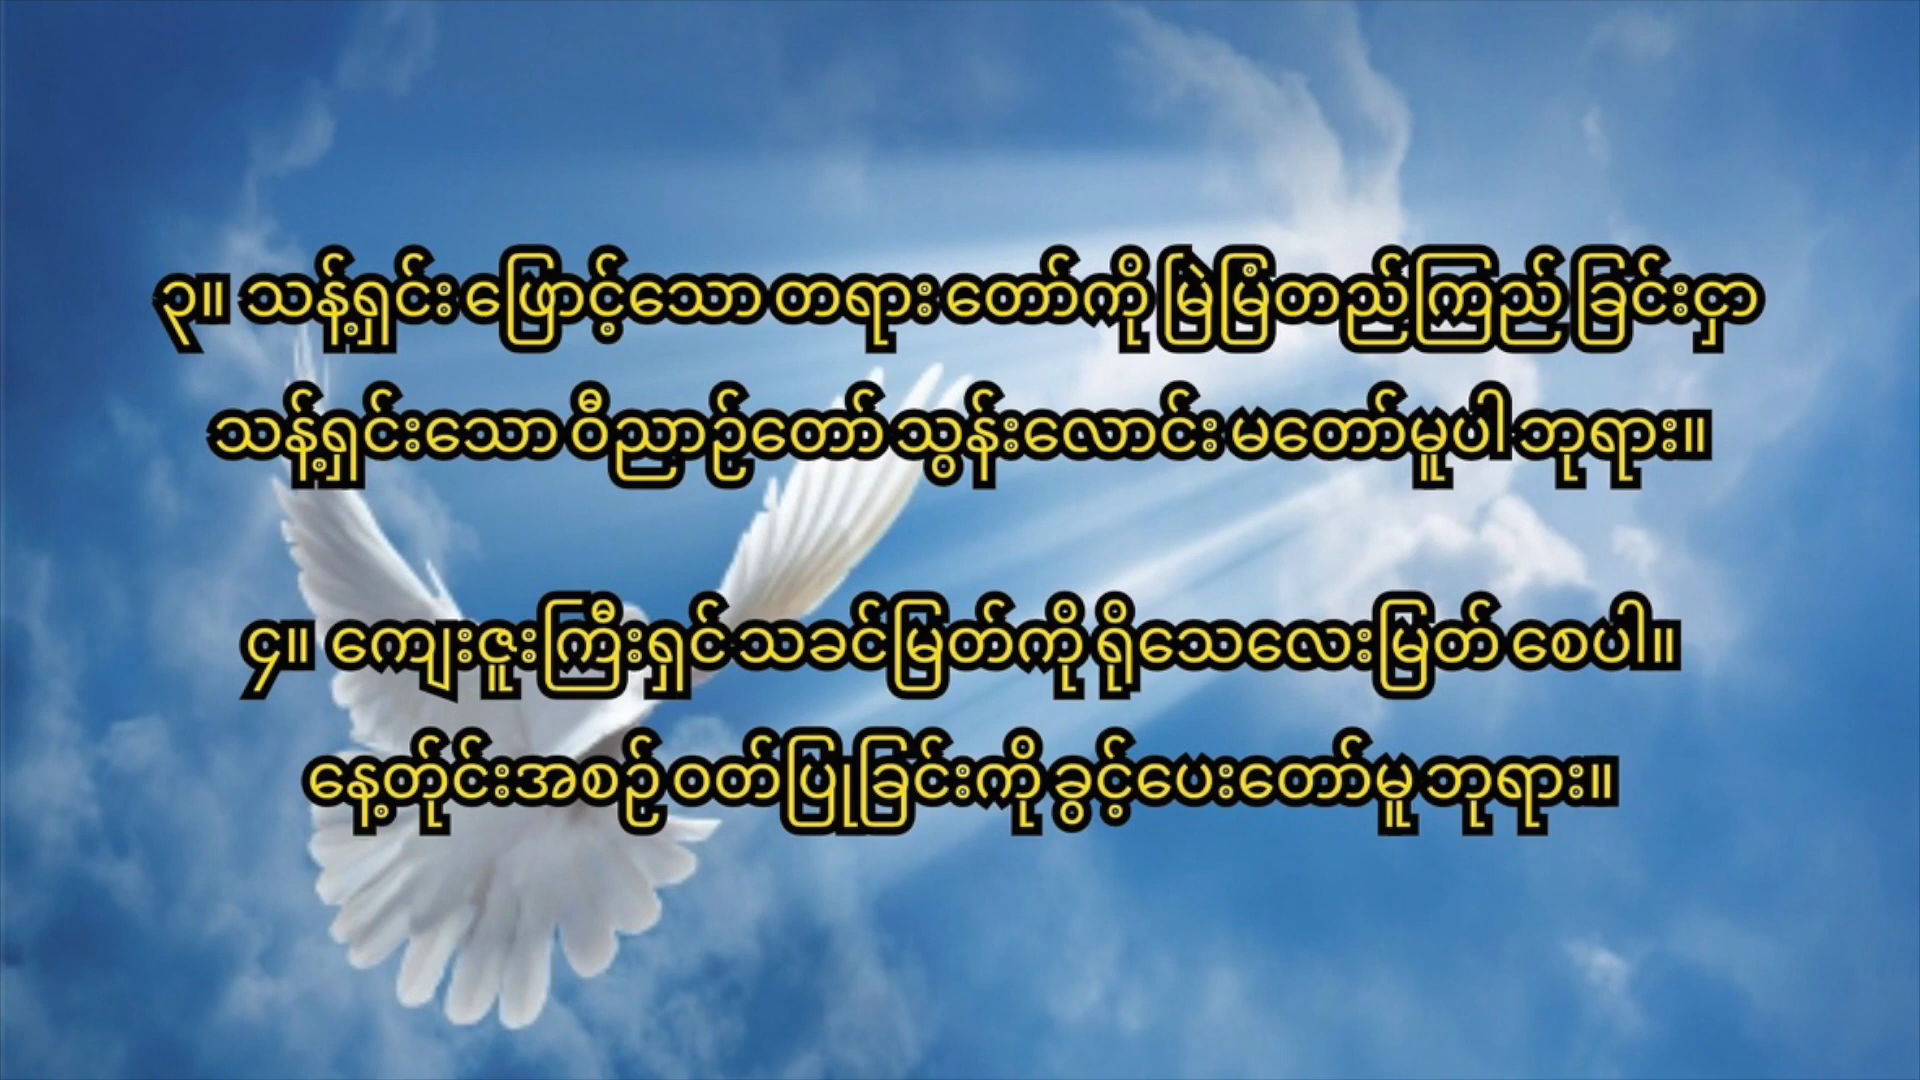 ၃။ သန့်ရှင်း ဖြောင့်သော တရား တော်ကို မြဲမြံတည်ကြည် ခြင်းငှာ
သန့်ရှင်းသော ဝိညာဉ်တော် သွန်းလောင်း မတော်မူပါ ဘုရား။
၄။ ကျေးဇူးကြီးရှင် သခင်မြတ်ကို ရိုသေလေးမြတ် စေပါ။
နေ့တိုင်းအစဉ် ဝတ်ပြုခြင်းကို ခွင့်ပေးတော်မူ ဘုရား။